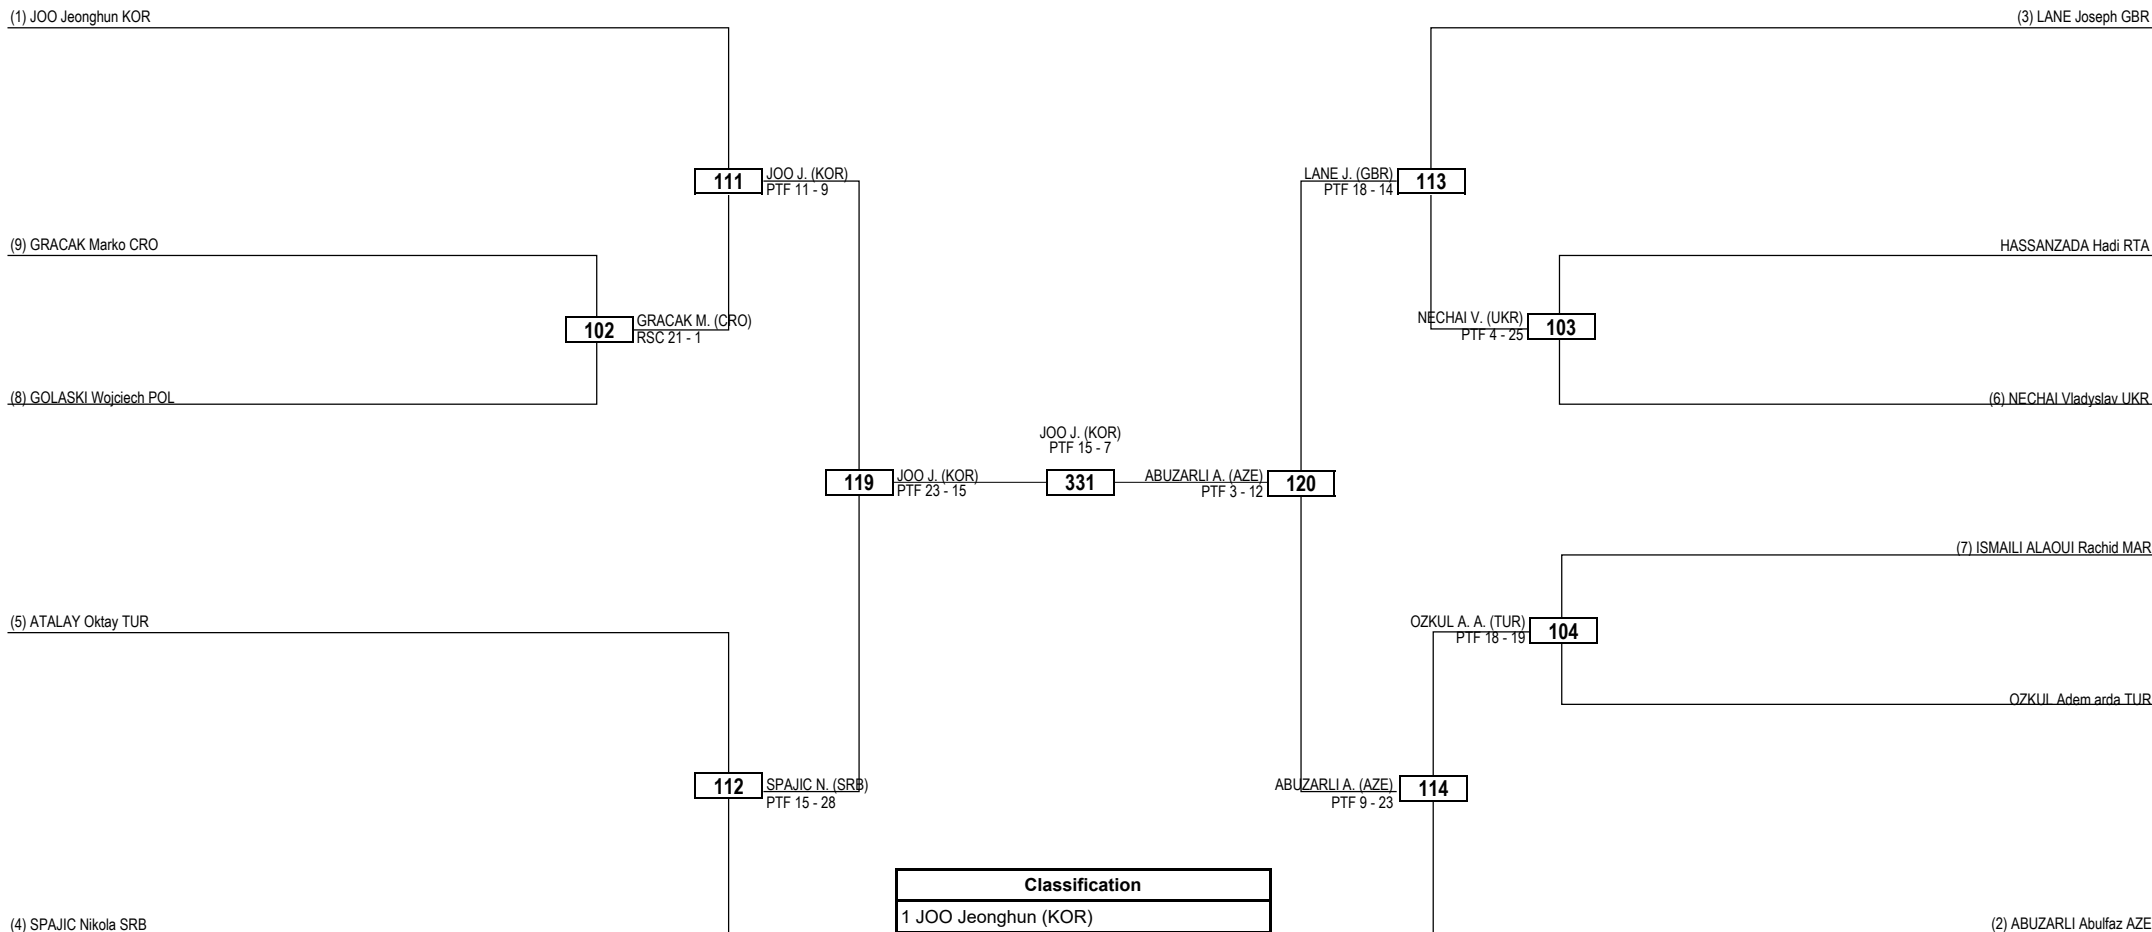 (1) JOO Jeonghun KOR
(3) LANE Joseph GBR
111
JOO J. (KOR)
PTF 11 - 9
LANE J. (GBR)
PTF 18 - 14
113
(9) GRACAK Marko CRO
HASSANZADA Hadi RTA
102
GRACAK M. (CRO)
RSC 21 - 1
NECHAI V. (UKR)
PTF 4 - 25
103
(8) GOLASKI Wojciech POL
(6) NECHAI Vladyslav UKR
JOO J. (KOR)
PTF 15 - 7
119
JOO J. (KOR)
PTF 23 - 15
331
ABUZARLI A. (AZE)
PTF 3 - 12
120
(7) ISMAILI ALAOUI Rachid MAR
(5) ATALAY Oktay TUR
OZKUL A. A. (TUR)
PTF 18 - 19
104
OZKUL Adem arda TUR
112
SPAJIC N. (SRB)
PTF 15 - 28
ABUZARLI A. (AZE)
PTF 9 - 23
114
Classification
1 JOO Jeonghun (KOR)
(4) SPAJIC Nikola SRB
(2) ABUZARLI Abulfaz AZE